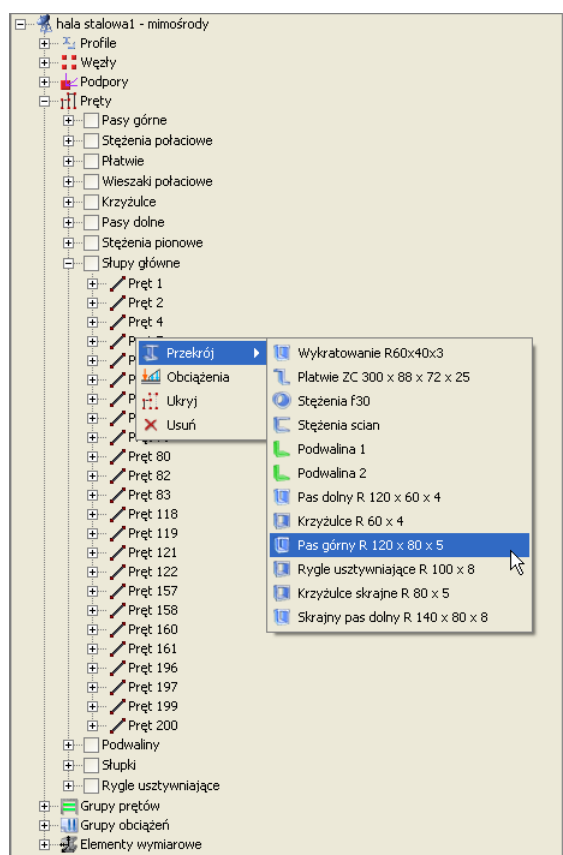 hala stalowa1 - mimośrody
Profile
Węzły
Podpory
Pręty
Pasy górne
Stężenia połaciowe
Płatwie
Wieszaki połaciowe
Krzyżulce
Pasy dolne
Stężenia pionowe
Słupy główne
Pręt 1
Pręt 2
Pręt 4
Przekrój
Obciążenia
Ukryj
Usuń
Wykratowanie R60x40x3
Platwie ZC 300 x 88 x 72 x 25
Stężenia f30
Stężenia scian
Podwalina 1
Podwalina 2
Pas dolny R 120 x 60 x 4
Krzyżulce R 60 x 4
Pas górny R 120 x 80 x 5
Rygle usztywniające R 100 x 8
Krzyżulce skrajne R 80 x 5
Skrajny pas dolny R 140 x 80 x 8
Pręt 80
Pręt 82
Pręt 83
Pręt 118
Pręt 119
Pręt 121
Pręt 122
Pręt 157
Pręt 158
Pręt 160
Pręt 161
Pręt 196
Pręt 197
Pręt 199
Pręt 200
Podwaliny
Słupki
Rygle usztywniające
Grupy prętów
Grupy obciążeń
Elementy wymiarowe